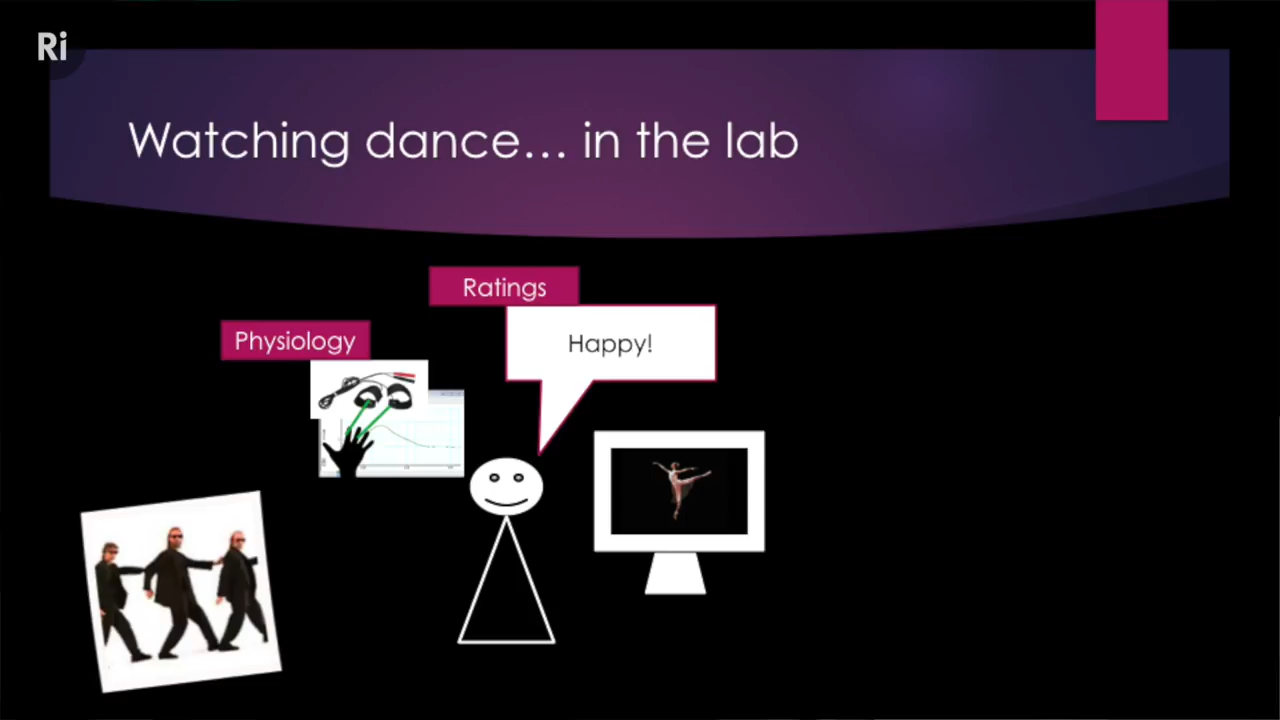 Ri
Watching dance... in the lab
Ratings
Physiology
Happy!